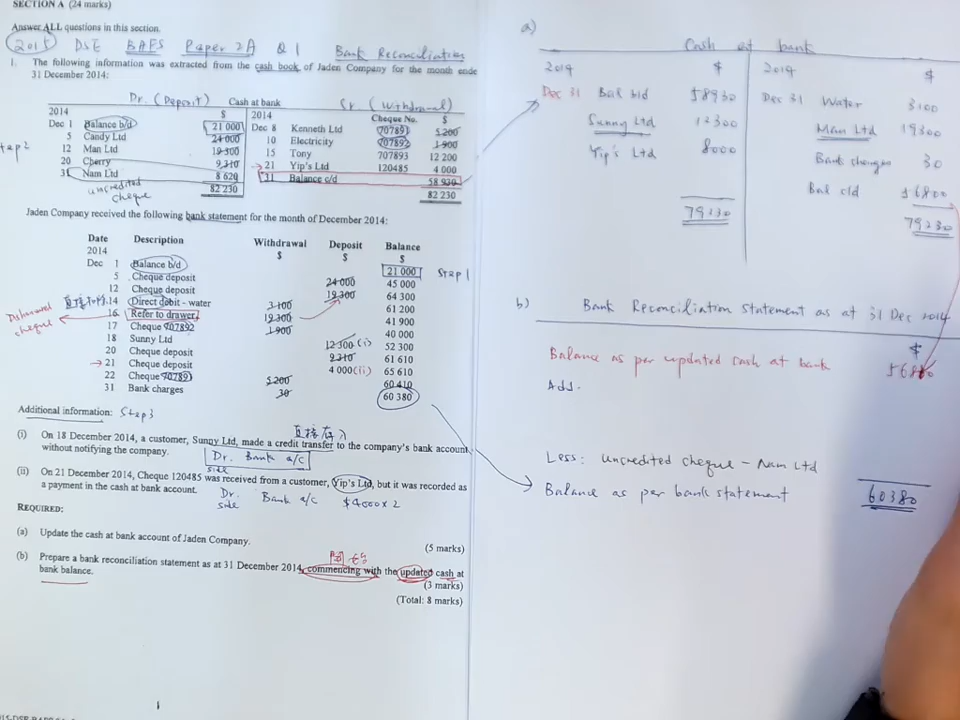 SECTION A (24 marks)
Answer ALL questions in this section.
2015 DSE BAFS Paper 2A Q1 Bank Reconciliation
1. The following information was extracted from the cash book of Jaden Company for the month ende
31 December 2014:
Dr. (Deposit) Cash at bank Cr. (Withdrawal)
2014 $ 2014 Cheque No. $
Dec 1 Balance b/d 21 000 Dec 8 Kenneth Ltd 707891 5 200
5 Candy Ltd 24 000 10 Electricity 707892 1 900
12 Man Ltd 19 300 15 Tony 707893 12 200
20 Cherry 9 310 21 Yip's Ltd 120485 4 000
31 Nam Ltd 8 620 31 Balance c/d 58 930
82 230 82 230
tep2
uncredited
cheque
Jaden Company received the following bank statement for the month of December 2014:
Date Description Withdrawal Deposit Balance
2014 $ $ $
Dec 1 Balance b/d 21 000 Step 1
5 Cheque deposit 24 000 45 000
12 Cheque deposit 19 300 64 300
14 Direct debit - water 3 100 61 200
16 Refer to drawer 19 300 41 900
17 Cheque 707892 1 900 40 000
18 Sunny Ltd 12 300 (i) 52 300
20 Cheque deposit 9 310 61 610
21 Cheque deposit 4 000 (ii) 65 610
22 Cheque 707891 5 200 60 410
31 Bank charges 30 60 380
Dishonoured
cheque
Additional information: Step3
直接存入
(i) On 18 December 2014, a customer, Sunny Ltd, made a credit transfer to the company's bank account
without notifying the company.
Dr. Bank a/c
side
(ii) On 21 December 2014, Cheque 120485 was received from a customer, Yip's Ltd, but it was recorded as
a payment in the cash at bank account.
Dr. Bank a/c $4000 x 2
side
REQUIRED:
(a) Update the cash at bank account of Jaden Company.
(5 marks)
開始
(b) Prepare a bank reconciliation statement as at 31 December 2014, commencing with the updated cash at
bank balance.
(3 marks)
(Total: 8 marks)
1
a)
Cash at bank
2014 $ 2014 $
Dec 31 Bal b/d 58930 Dec 31 Water 3100
Sunny Ltd 12300 Man Ltd 19300
Yip's Ltd 8000 Bank charges 30
Bal c/d 56800
79230 79230
b) Bank Reconciliation Statement as at 31 Dec 2014
$
Balance as per updated cash at bank 56800
Add:
Less: Uncredited cheque - Nam Ltd
Balance as per bank statement 60380